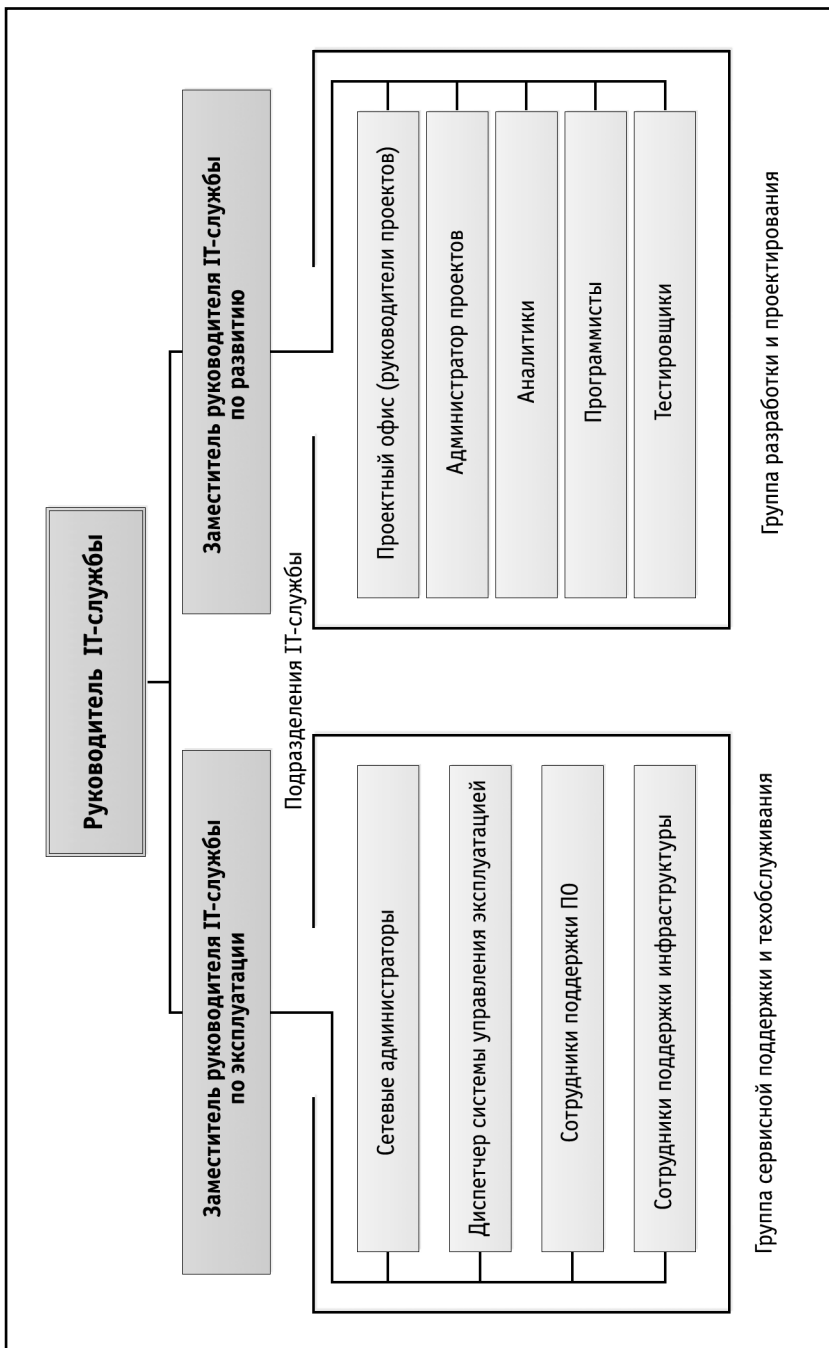 Руководитель IT-службы
Заместитель руководителя IT-службы
по эксплуатации
Заместитель руководителя IT-службы
по развитию
Подразделения IT-службы
Сетевые администраторы
Диспетчер системы управления эксплуатацией
Сотрудники поддержки ПО
Сотрудники поддержки инфраструктуры
Группа сервисной поддержки и техобслуживания
Проектный офис (руководители проектов)
Администратор проектов
Аналитики
Программисты
Тестировщики
Группа разработки и проектирования